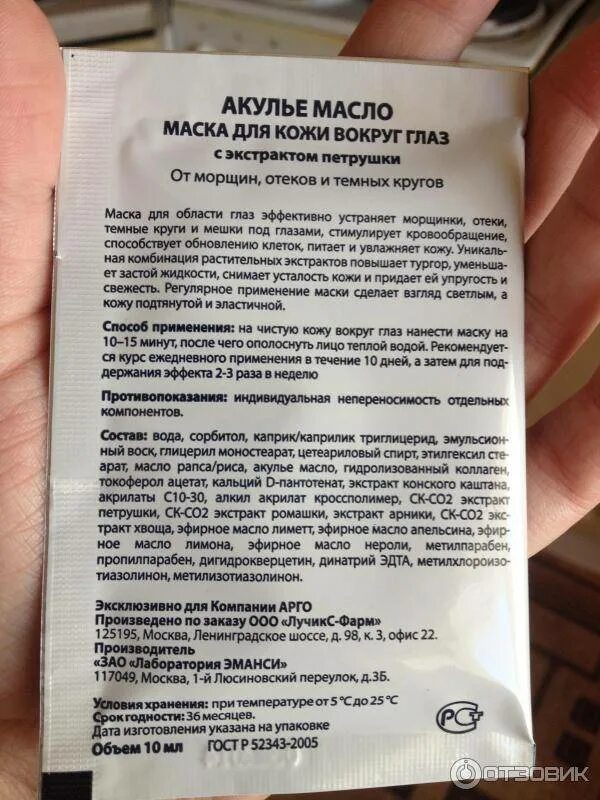 АКУЛЬЕ МАСЛО
МАСКА ДЛЯ КОЖИ ВОКРУГ ГЛАЗ
с экстрактом петрушки
От морщин, отеков и темных кругов
Маска для области глаз эффективно устраняет морщинки, отеки,
темные круги и мешки под глазами, стимулирует кровообращение,
способствует обновлению клеток, питает и увлажняет кожу. Уникаль-
ная комбинация растительных экстрактов повышает тургор, уменьша-
ет застой жидкости, снимает усталость кожи и придает ей упругость и
свежесть. Регулярное применение маски сделает взгляд светлым, а
кожу подтянутой и эластичной.
Способ применения: на чистую кожу вокруг глаз нанести маску на
10–15 минут, после чего ополоснуть лицо теплой водой. Рекомендует-
ся курс ежедневного применения в течение 10 дней, а затем для под-
держания эффекта 2-3 раза в неделю
Противопоказания: индивидуальная непереносимость отдельных
компонентов.
Состав: вода, сорбитол, каприк/каприлик триглицерид, эмульсион-
ный воск, глицерил моностеарат, цетеариловый спирт, этилгексил сте-
арат, масло рапса/риса, акулье масло, гидролизованный коллаген,
токоферол ацетат, кальций D-пантотенат, экстракт конского каштана,
акрилаты С10-30, алкил акрилат кроссполимер, СК-СО2 экстракт
петрушки, СК-СО2 экстракт ромашки, экстракт арники, СК-СО2 экс-
тракт хвоща, эфирное масло лиметт, эфирное масло апельсина, эфир-
ное масло лимона, эфирное масло нероли, метилпарабен,
пропилпарабен, дигидрокверцетин, динатрий ЭДТА, метилхлороизо-
тиазолинон, метилизотиазолинон.
Эксклюзивно для Компании АРГО
Произведено по заказу ООО «ЛучикС-Фарм»
125195, Москва, Ленинградское шоссе, д. 98, к. 3, офис 22.
Производитель
«ЗАО «Лаборатория ЭМАНСИ»
117049, Москва, 1-й Люсиновский переулок, д.3Б.
Условия хранения: при температуре от 5 °С до 25 °С
Срок годности: 36 месяцев.
Дата изготовления указана на упаковке
Объем 10 мл ГОСТ Р 52343-2005
РСТ
ОТЗОВИК